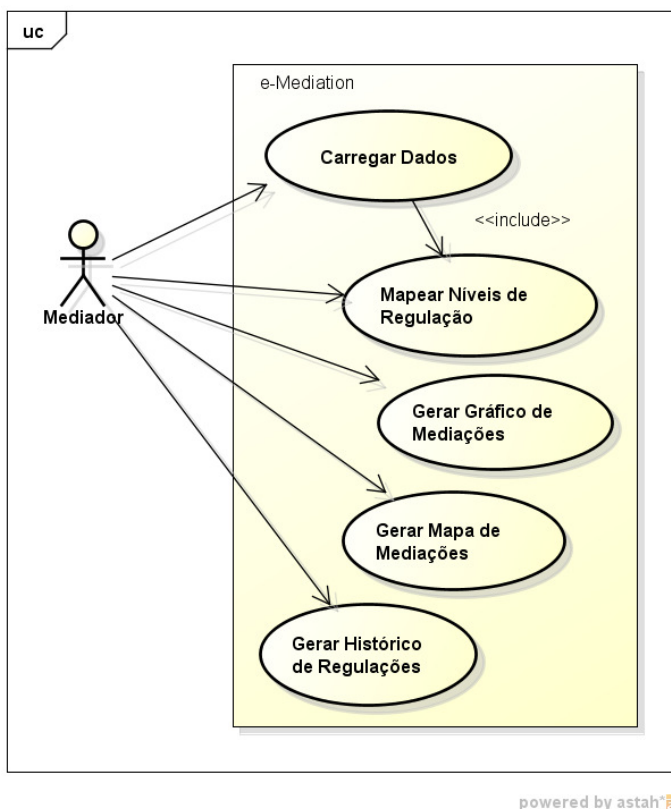 uc
e-Mediation
Carregar Dados
<<include>>
Mapear Níveis de
Regulação
Mediador
Gerar Gráfico de
Mediações
Gerar Mapa de
Mediações
Gerar Histórico
de Regulações
powered by astah*